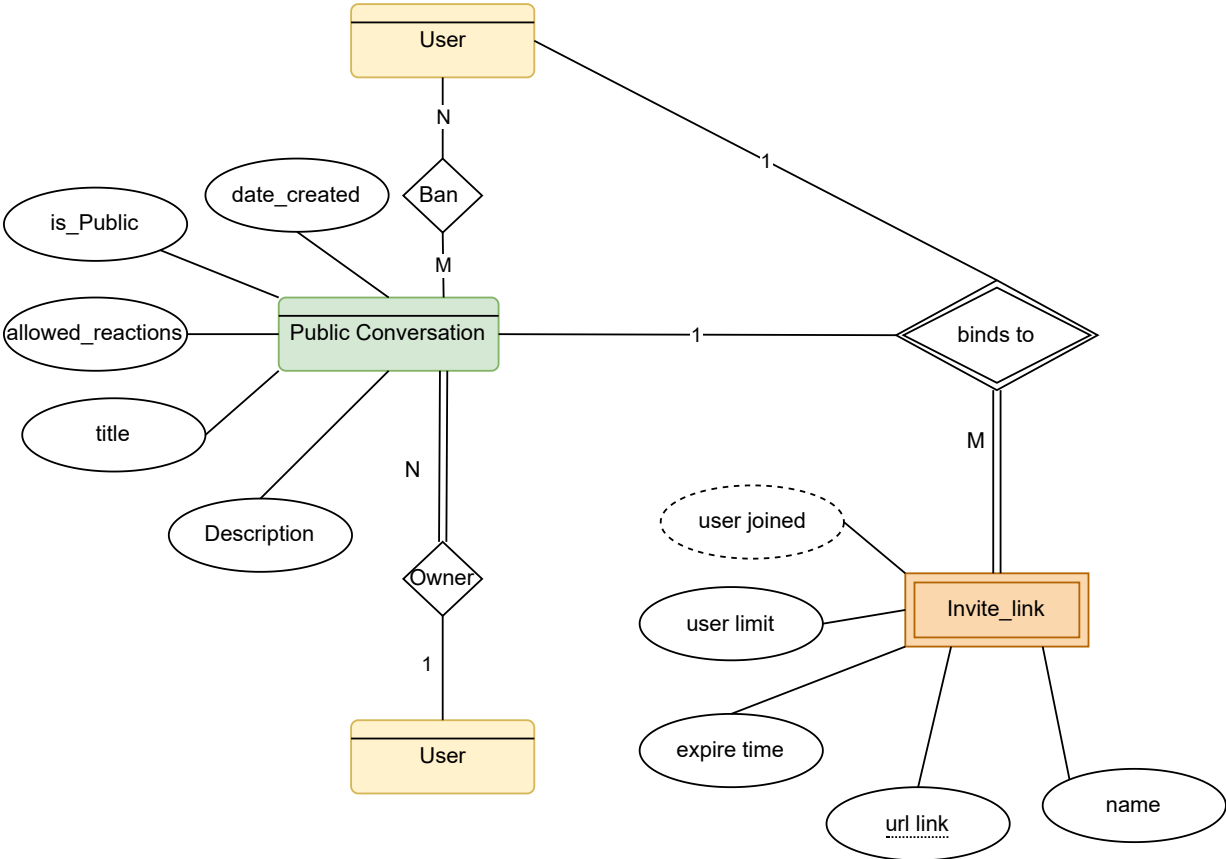 User
N
1
Ban
date_created
is_Public
M
allowed_reactions
Public Conversation
1
binds to
title
M
N
Description
user joined
Owner
Invite_link
user limit
1
expire time
User
name
url link